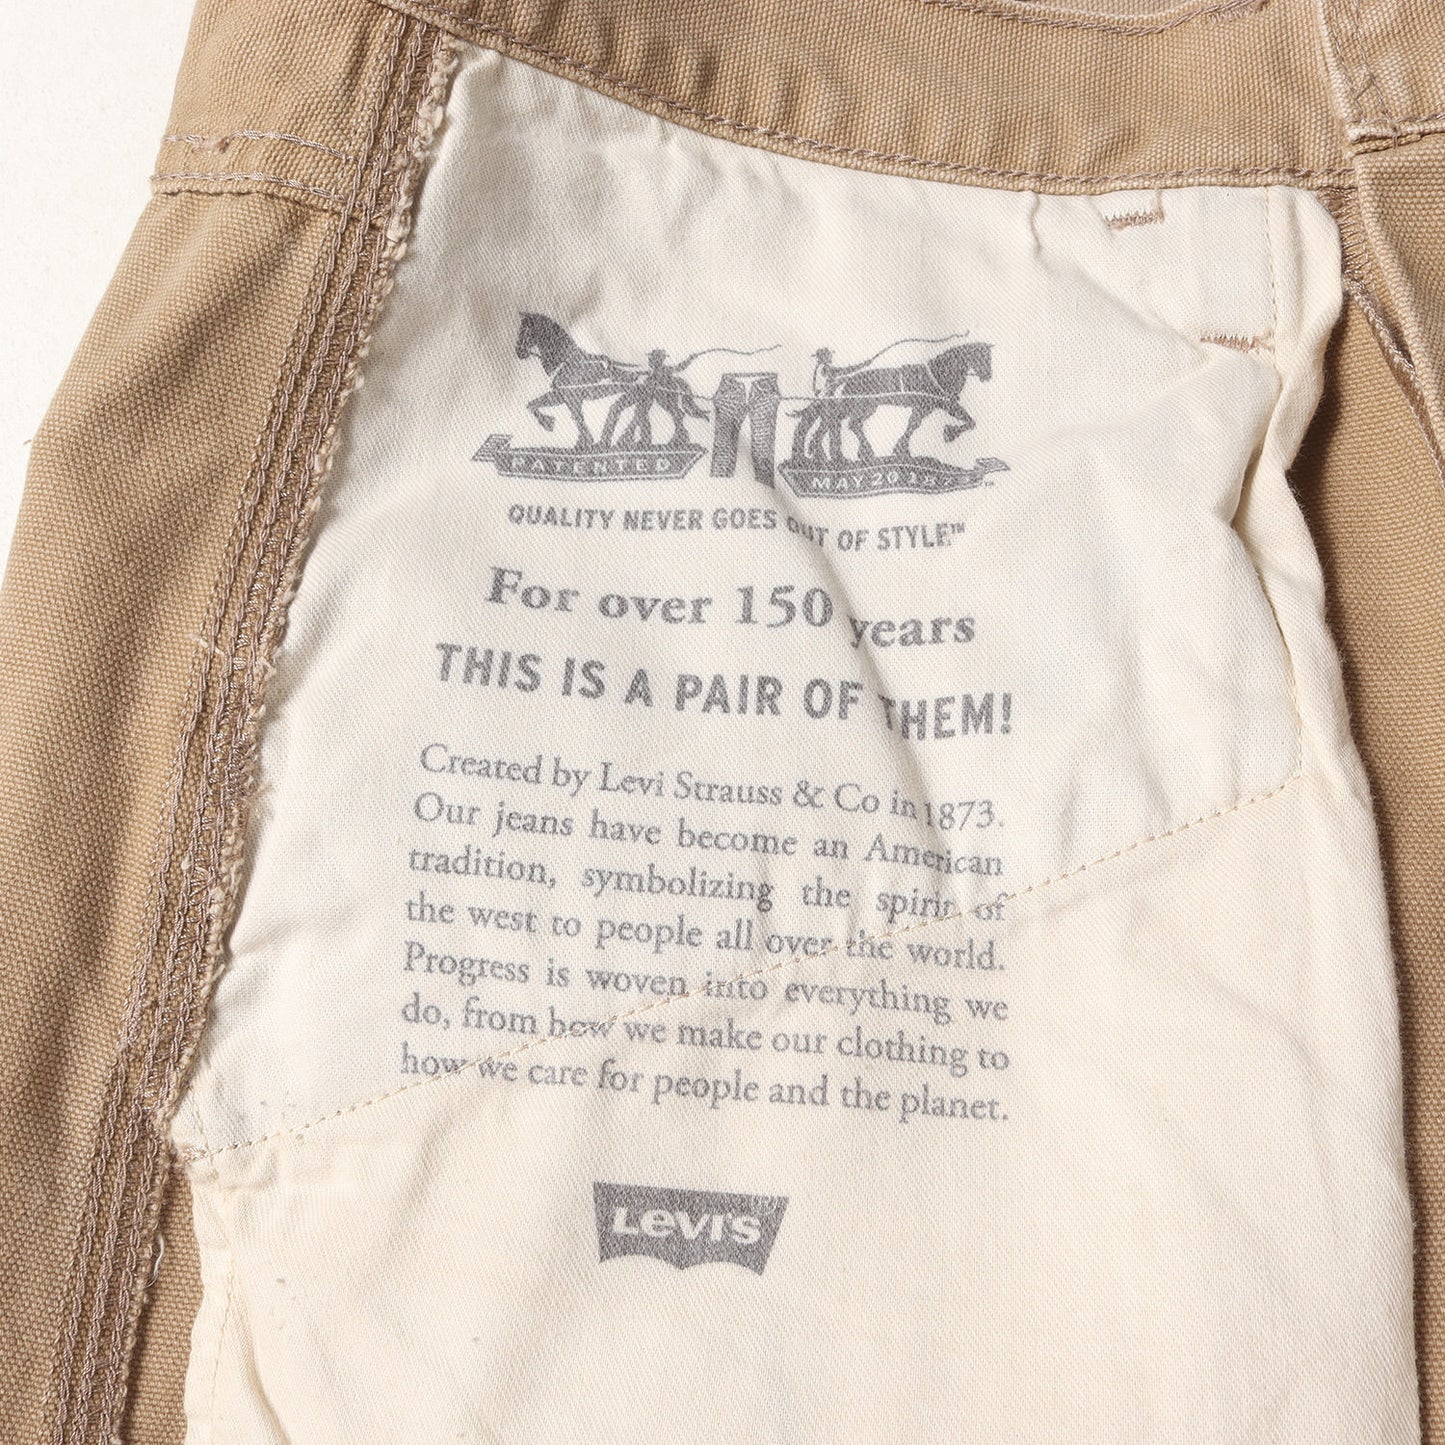 PATENTED
MAY 20 187
QUALITY NEVER GOES OUT OF STYLE™
For over 150 years
THIS IS A PAIR OF THEM!
Created by Levi Strauss & Co in 1873.
Our jeans have become an American
tradition, symbolizing the spirit of
the west to people all over the world.
Progress is woven into everything we
do, from how we make our clothing to
how we care for people and the planet.
LEVI'S